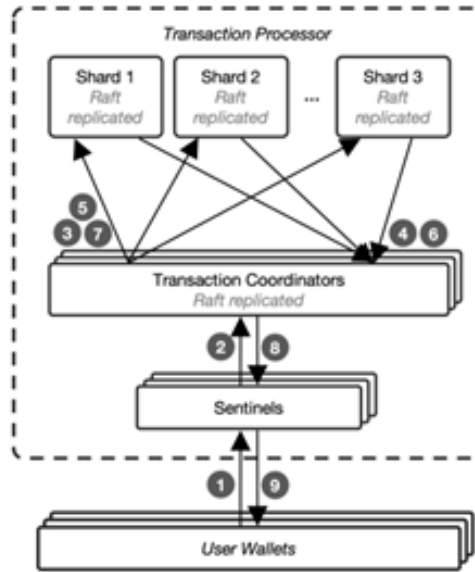 Transaction Processor
Shard 1
Raft
replicated
Shard 2
Raft
replicated
...
Shard 3
Raft
replicated
5
3 7
4 6
Transaction Coordinators
Raft replicated
2 8
Sentinels
1 9
User Wallets